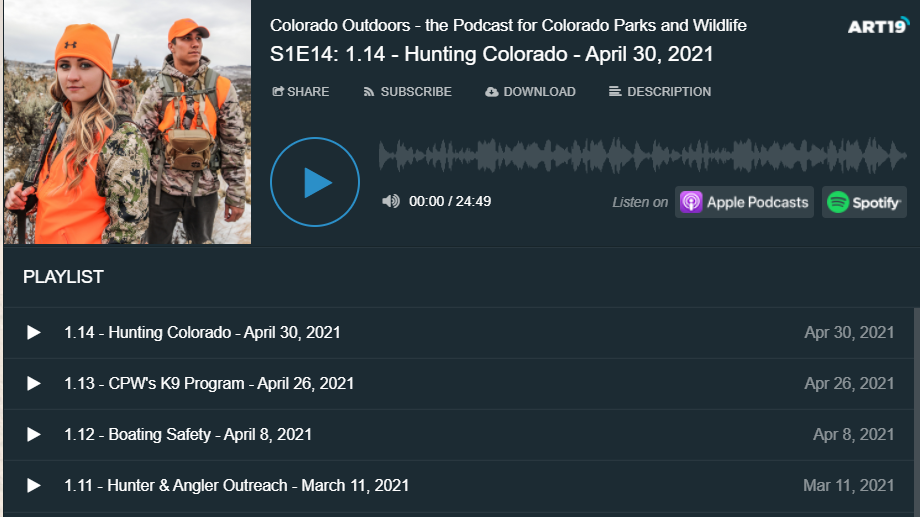 Colorado Outdoors - the Podcast for Colorado Parks and Wildlife
ART19
S1E14: 1.14 - Hunting Colorado - April 30, 2021
SHARE SUBSCRIBE DOWNLOAD DESCRIPTION
00:00 / 24:49
Listen on Apple Podcasts Spotify
PLAYLIST
1.14 - Hunting Colorado - April 30, 2021 Apr 30, 2021
1.13 - CPW's K9 Program - April 26, 2021 Apr 26, 2021
1.12 - Boating Safety - April 8, 2021 Apr 8, 2021
1.11 - Hunter & Angler Outreach - March 11, 2021 Mar 11, 2021